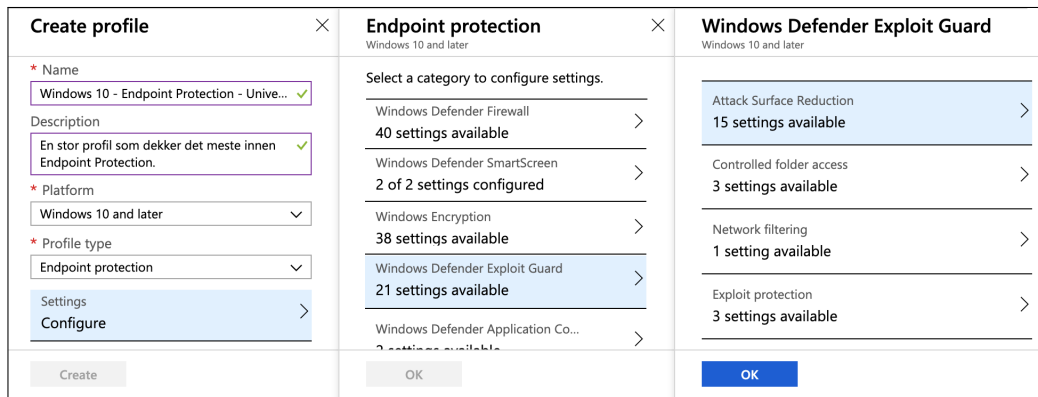 Create profile
* Name
Windows 10 - Endpoint Protection - Unive...
Description
En stor profil som dekker det meste innen
Endpoint Protection.
* Platform
Windows 10 and later
* Profile type
Endpoint protection
Settings
Configure
Create
Endpoint protection
Windows 10 and later
Select a category to configure settings.
Windows Defender Firewall
40 settings available
Windows Defender SmartScreen
2 of 2 settings configured
Windows Encryption
38 settings available
Windows Defender Exploit Guard
21 settings available
Windows Defender Application Co...
2 settings available
OK
Windows Defender Exploit Guard
Windows 10 and later
Attack Surface Reduction
15 settings available
Controlled folder access
3 settings available
Network filtering
1 setting available
Exploit protection
3 settings available
OK